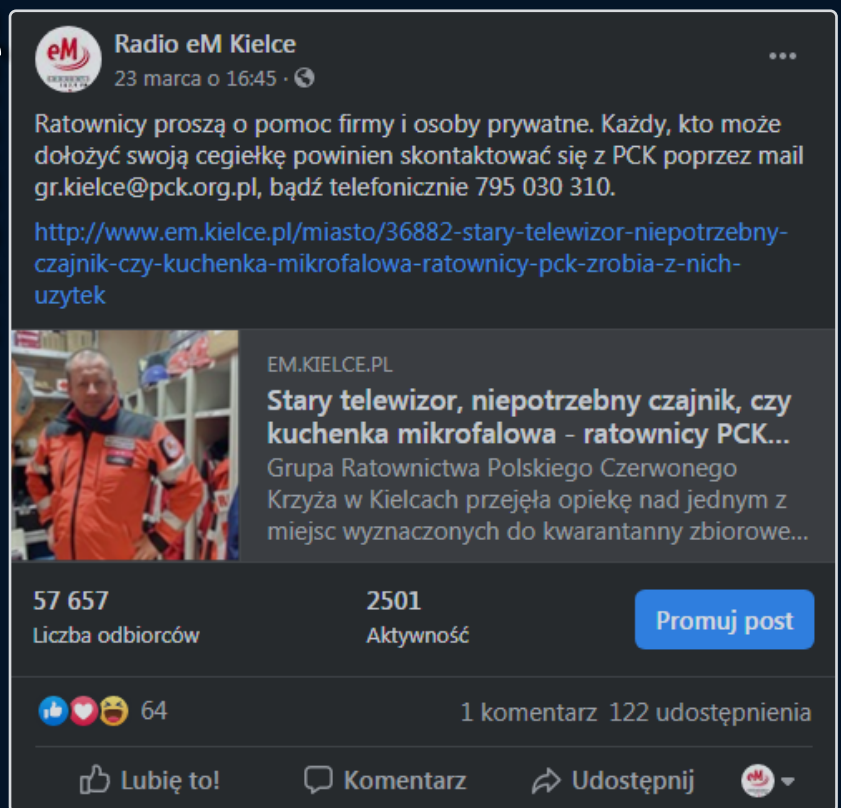 eM
Radio eM Kielce
23 marca o 16:45 ·
Ratownicy proszą o pomoc firmy i osoby prywatne. Każdy, kto może
dołożyć swoją cegiełkę powinien skontaktować się z PCK poprzez mail
gr.kielce@pck.org.pl, bądź telefonicznie 795 030 310.
http://www.em.kielce.pl/miasto/36882-stary-telewizor-niepotrzebny-
czajnik-czy-kuchenka-mikrofalowa-ratownicy-pck-zrobia-z-nich-
uzytek
EM.KIELCE.PL
Stary telewizor, niepotrzebny czajnik, czy
kuchenka mikrofalowa - ratownicy PCK...
Grupa Ratownictwa Polskiego Czerwonego
Krzyża w Kielcach przejęła opiekę nad jednym z
miejsc wyznaczonych do kwarantanny zbiorowe...
57 657 2501
Liczba odbiorców Aktywność Promuj post
64 1 komentarz 122 udostępnienia
Lubię to! Komentarz Udostępnij eM